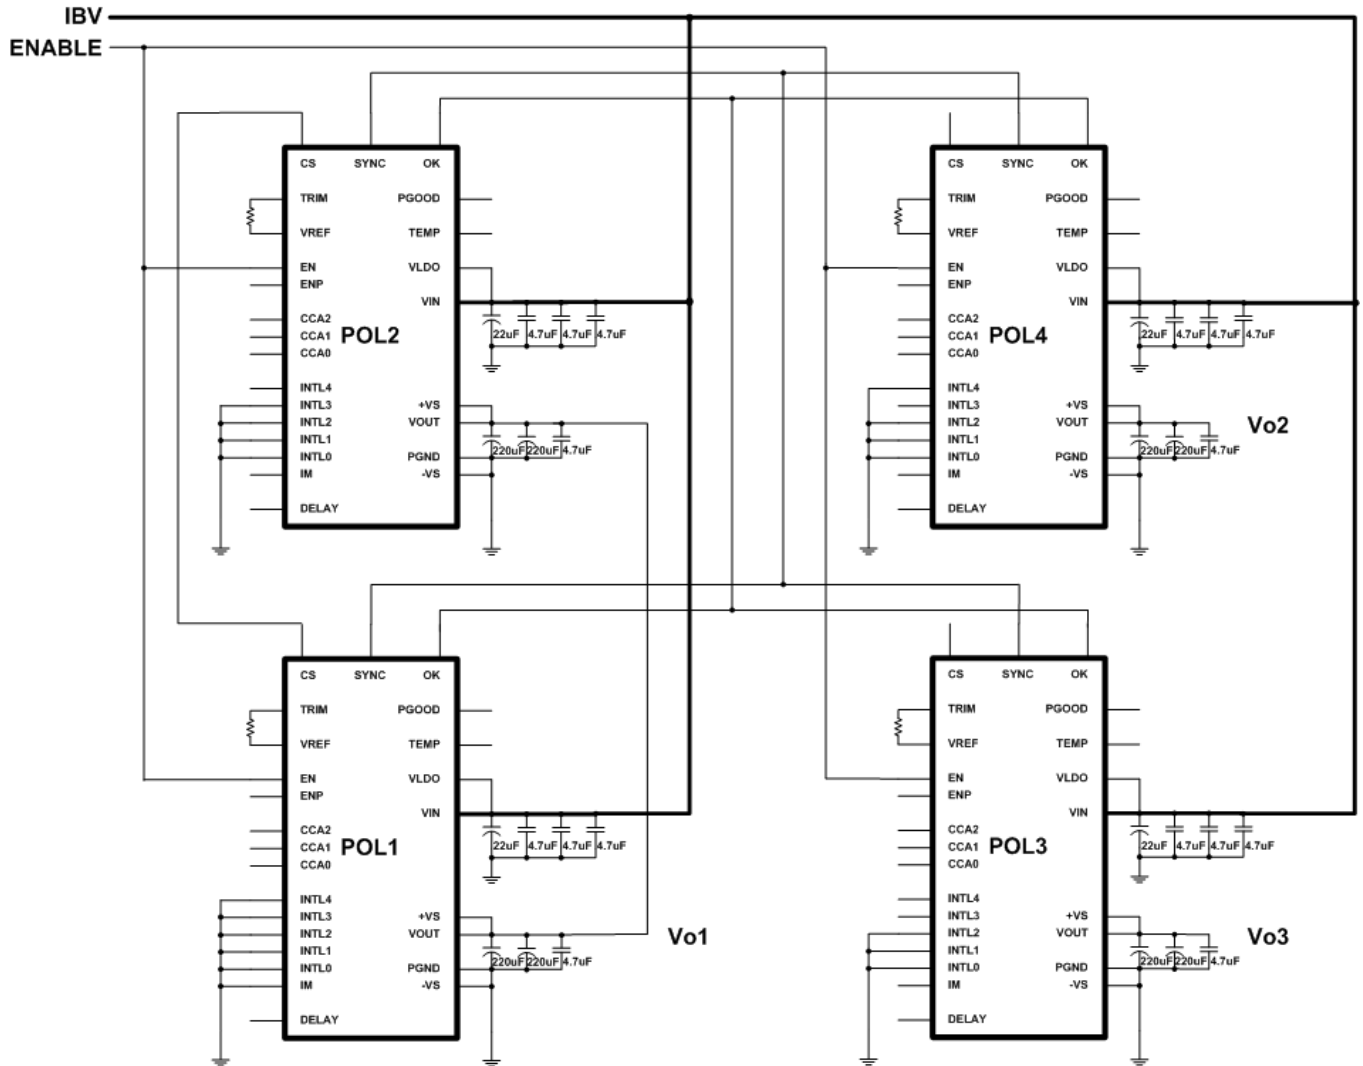 IBV
ENABLE
CS SYNC OK
TRIM PGOOD
VREF TEMP
EN VLDO
ENP
VIN
CCA2
CCA1 POL2
CCA0
22uF 4.7uF 4.7uF 4.7uF
INTL4
INTL3 +VS
INTL2 VOUT
INTL1
INTL0 PGND
220uF 220uF 4.7uF
IM -VS
DELAY
CS SYNC OK
TRIM PGOOD
VREF TEMP
EN VLDO
ENP
VIN
CCA2
CCA1 POL4
CCA0
22uF 4.7uF 4.7uF 4.7uF
INTL4
INTL3 +VS
INTL2 VOUT
Vo2
INTL1
INTL0 PGND
220uF 220uF 4.7uF
IM -VS
DELAY
CS SYNC OK
TRIM PGOOD
VREF TEMP
EN VLDO
ENP
VIN
CCA2
CCA1 POL1
CCA0
22uF 4.7uF 4.7uF 4.7uF
INTL4
INTL3 +VS
INTL2 VOUT
Vo1
INTL1
INTL0 PGND
220uF 220uF 4.7uF
IM -VS
DELAY
CS SYNC OK
TRIM PGOOD
VREF TEMP
EN VLDO
ENP
VIN
CCA2
CCA1 POL3
CCA0
22uF 4.7uF 4.7uF 4.7uF
INTL4
INTL3 +VS
INTL2 VOUT
Vo3
INTL1
INTL0 PGND
220uF 220uF 4.7uF
IM -VS
DELAY